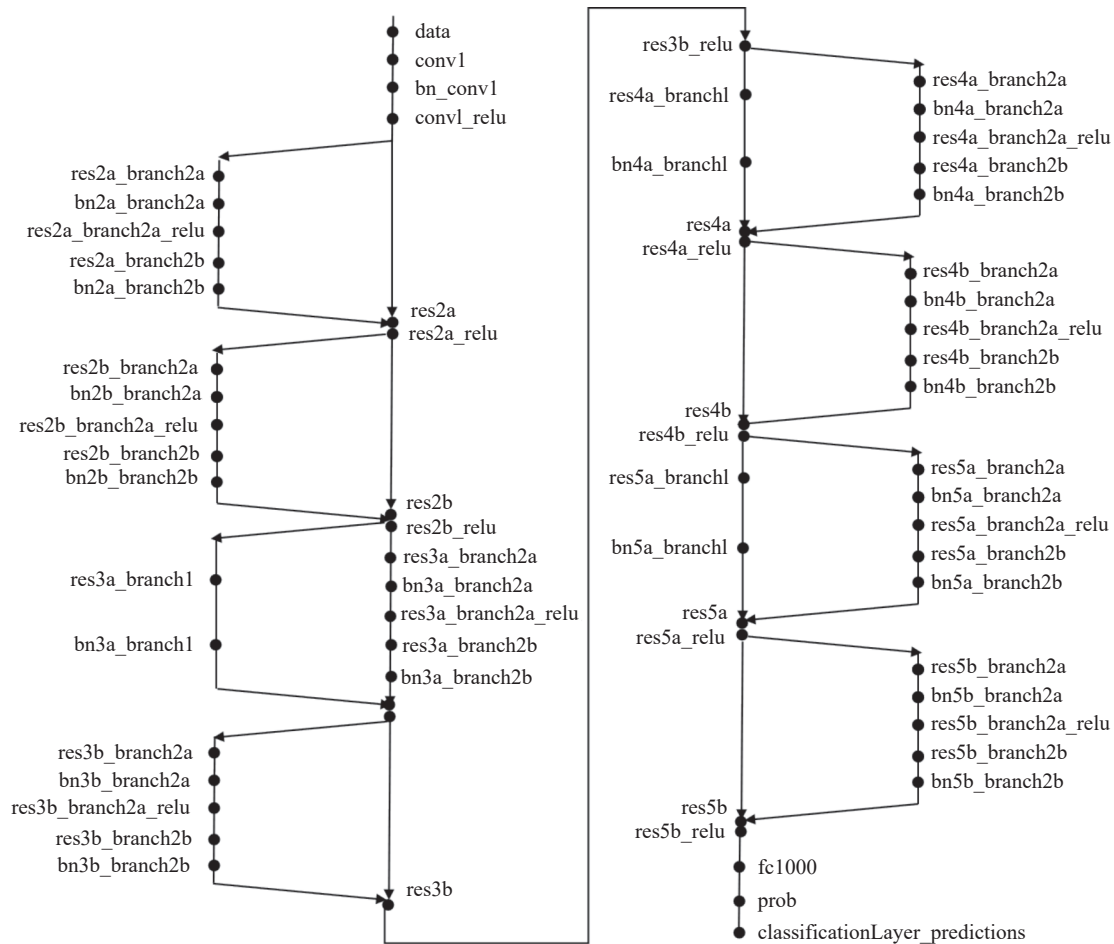 data
conv1
bn_conv1
convl_relu
res2a_branch2a
bn2a_branch2a
res2a_branch2a_relu
res2a_branch2b
bn2a_branch2b
res2a
res2a_relu
res2b_branch2a
bn2b_branch2a
res2b_branch2a_relu
res2b_branch2b
bn2b_branch2b
res2b
res2b_relu
res3a_branch2a
bn3a_branch2a
res3a_branch2a_relu
res3a_branch2b
bn3a_branch2b
res3a_branch1
bn3a_branch1
res3b_branch2a
bn3b_branch2a
res3b_branch2a_relu
res3b_branch2b
bn3b_branch2b
res3b
res3b_relu
res4a_branchl
bn4a_branchl
res4a_branch2a
bn4a_branch2a
res4a_branch2a_relu
res4a_branch2b
bn4a_branch2b
res4a
res4a_relu
res4b_branch2a
bn4b_branch2a
res4b_branch2a_relu
res4b_branch2b
bn4b_branch2b
res4b
res4b_relu
res5a_branchl
bn5a_branchl
res5a_branch2a
bn5a_branch2a
res5a_branch2a_relu
res5a_branch2b
bn5a_branch2b
res5a
res5a_relu
res5b_branch2a
bn5b_branch2a
res5b_branch2a_relu
res5b_branch2b
bn5b_branch2b
res5b
res5b_relu
fc1000
prob
classificationLayer_predictions